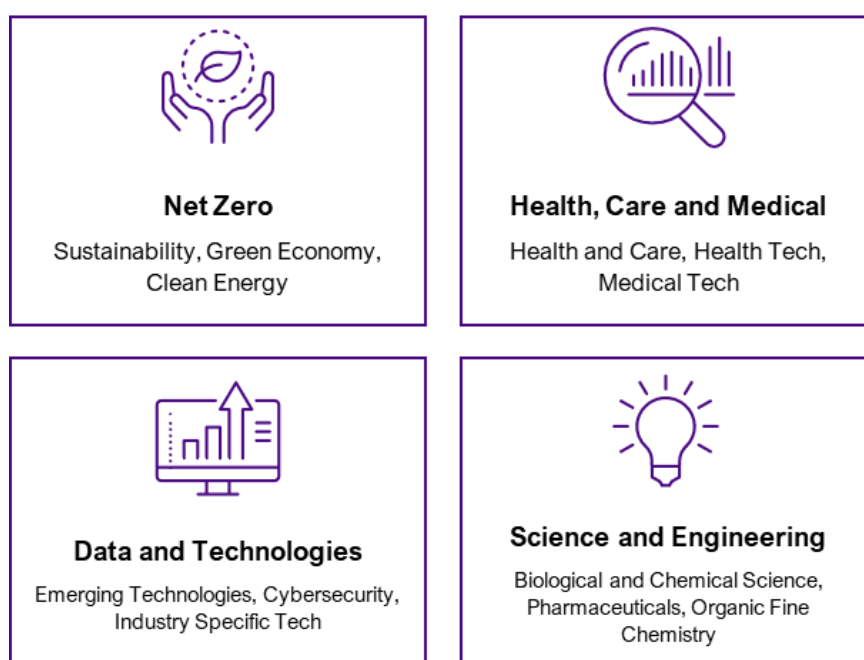 Net Zero
Sustainability, Green Economy,
Clean Energy
Health, Care and Medical
Health and Care, Health Tech,
Medical Tech
Data and Technologies
Emerging Technologies, Cybersecurity,
Industry Specific Tech
Science and Engineering
Biological and Chemical Science,
Pharmaceuticals, Organic Fine
Chemistry